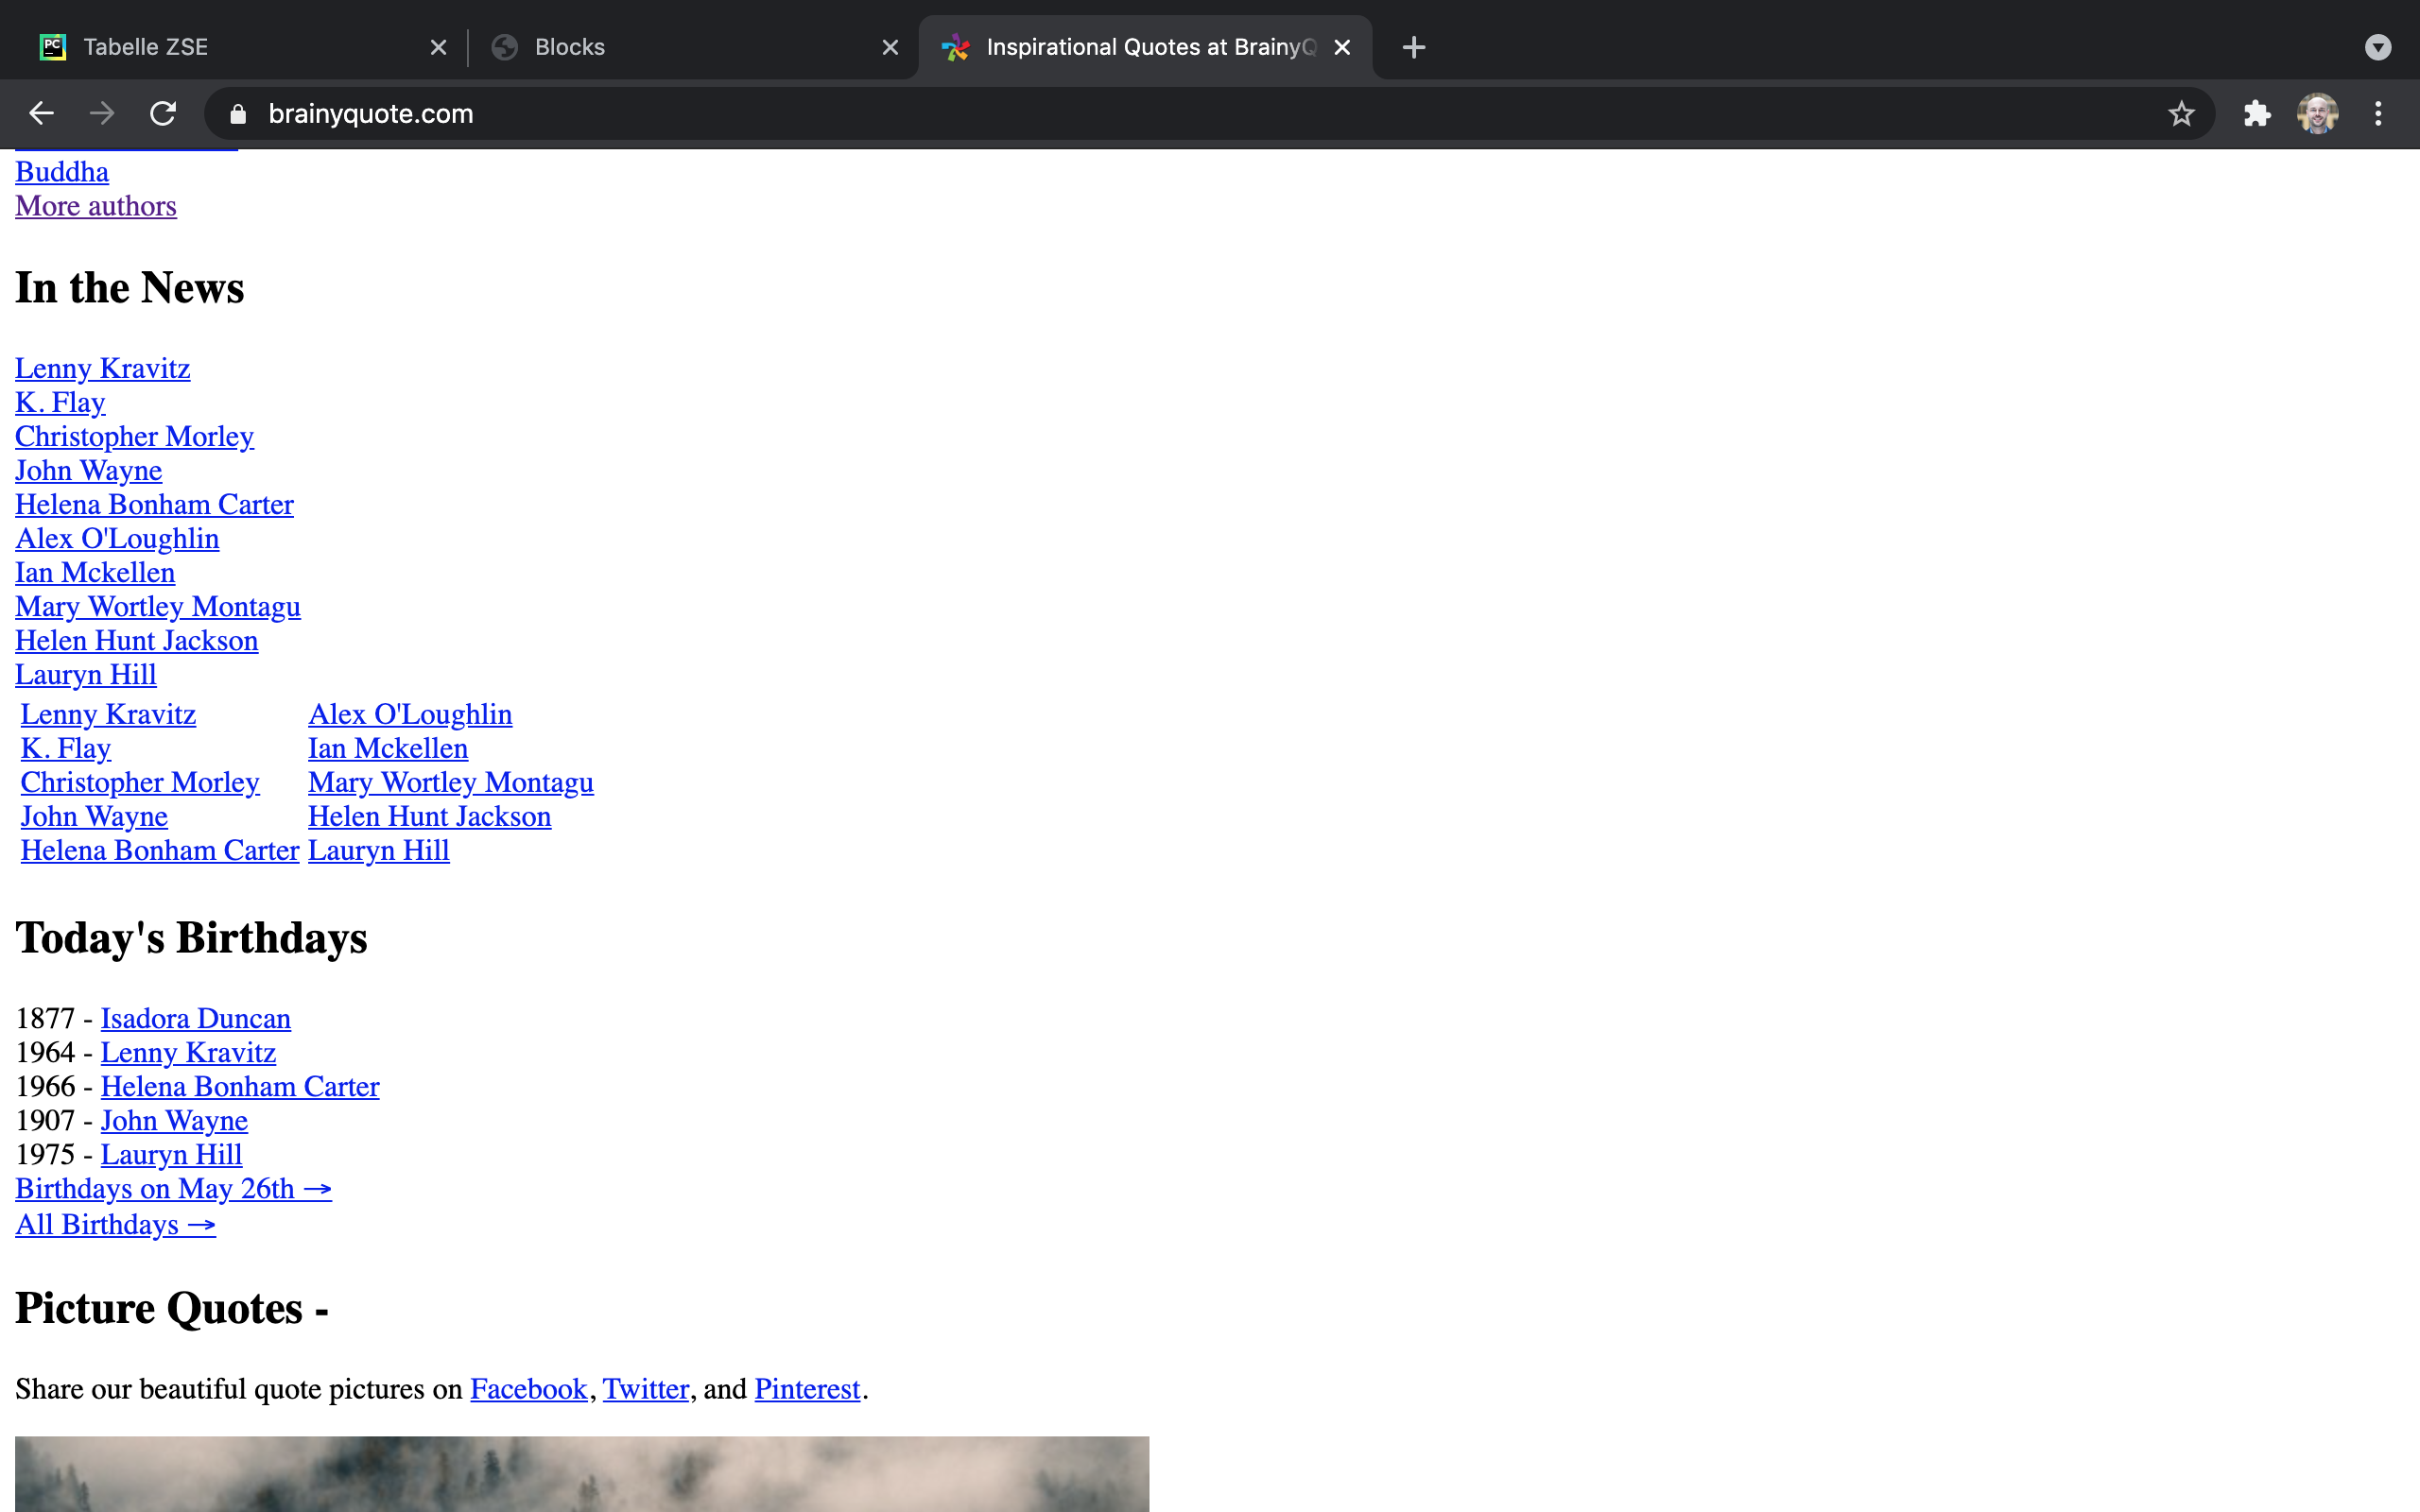 Tabelle ZSE
Blocks
Inspirational Quotes at BrainyQ
brainyquote.com
Buddha
More authors
In the News
Lenny Kravitz
K. Flay
Christopher Morley
John Wayne
Helena Bonham Carter
Alex O'Loughlin
Ian Mckellen
Mary Wortley Montagu
Helen Hunt Jackson
Lauryn Hill
Lenny Kravitz Alex O'Loughlin
K. Flay Ian Mckellen
Christopher Morley Mary Wortley Montagu
John Wayne Helen Hunt Jackson
Helena Bonham Carter Lauryn Hill
Today's Birthdays
1877 - Isadora Duncan
1964 - Lenny Kravitz
1966 - Helena Bonham Carter
1907 - John Wayne
1975 - Lauryn Hill
Birthdays on May 26th →
All Birthdays →
Picture Quotes -
Share our beautiful quote pictures on Facebook, Twitter, and Pinterest.